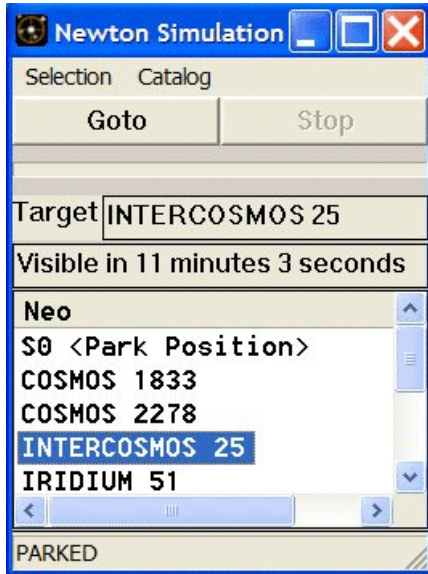 Newton Simulation
Selection Catalog
Goto Stop
Target INTERCOSMOS 25
Visible in 11 minutes 3 seconds
Neo
S0 <Park Position>
COSMOS 1833
COSMOS 2278
INTERCOSMOS 25
IRIDIUM 51
PARKED